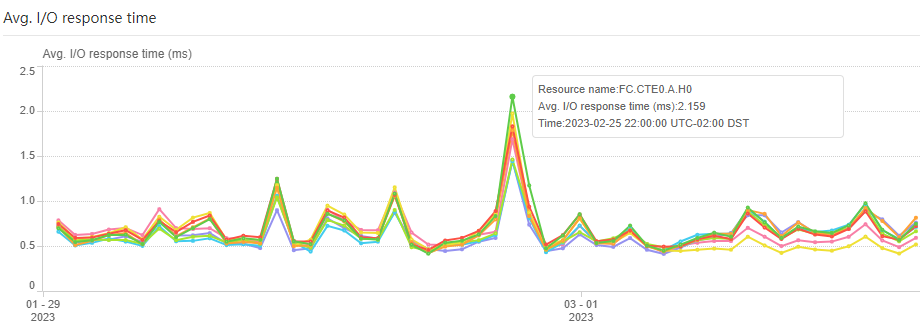 Avg. I/O response time
Avg. I/O response time (ms)
2.5
2.0
1.5
1.0
0.5
0
Resource name:FC.CTE0.A.H0
Avg. I/O response time (ms):2.159
Time:2023-02-25 22:00:00 UTC-02:00 DST
01 - 29
2023
03 - 01
2023